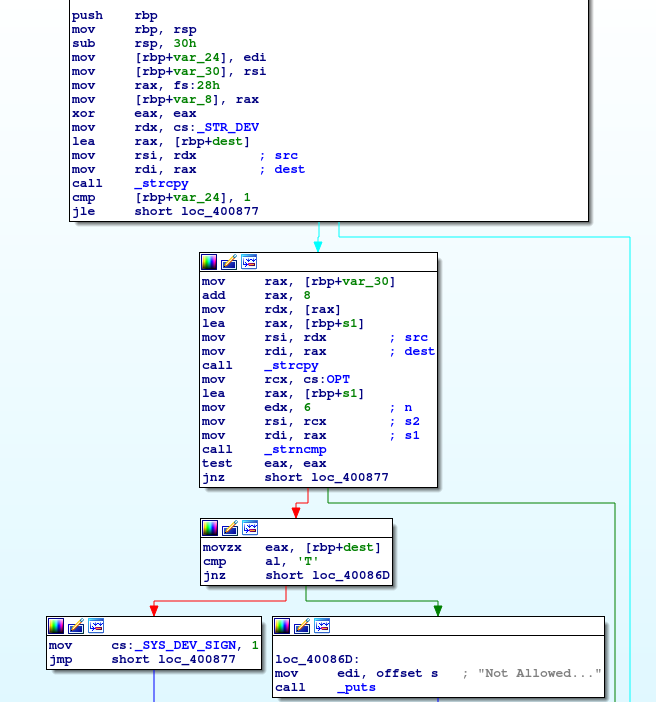 push rbp
mov rbp, rsp
sub rsp, 30h
mov [rbp+var_24], edi
mov [rbp+var_30], rsi
mov rax, fs:28h
mov [rbp+var_8], rax
xor eax, eax
mov rdx, cs:_STR_DEV
lea rax, [rbp+dest]
mov rsi, rdx ; src
mov rdi, rax ; dest
call _strcpy
cmp [rbp+var_24], 1
jle short loc_400877
mov rax, [rbp+var_30]
add rax, 8
mov rdx, [rax]
lea rax, [rbp+s1]
mov rsi, rdx ; src
mov rdi, rax ; dest
call _strcpy
mov rcx, cs:OPT
lea rax, [rbp+s1]
mov edx, 6 ; n
mov rsi, rcx ; s2
mov rdi, rax ; s1
call _strncmp
test eax, eax
jnz short loc_400877
movzx eax, [rbp+dest]
cmp al, 'T'
jnz short loc_40086D
mov cs:_SYS_DEV_SIGN, 1
jmp short loc_400877
loc_40086D:
mov edi, offset s ; "Not Allowed..."
call _puts